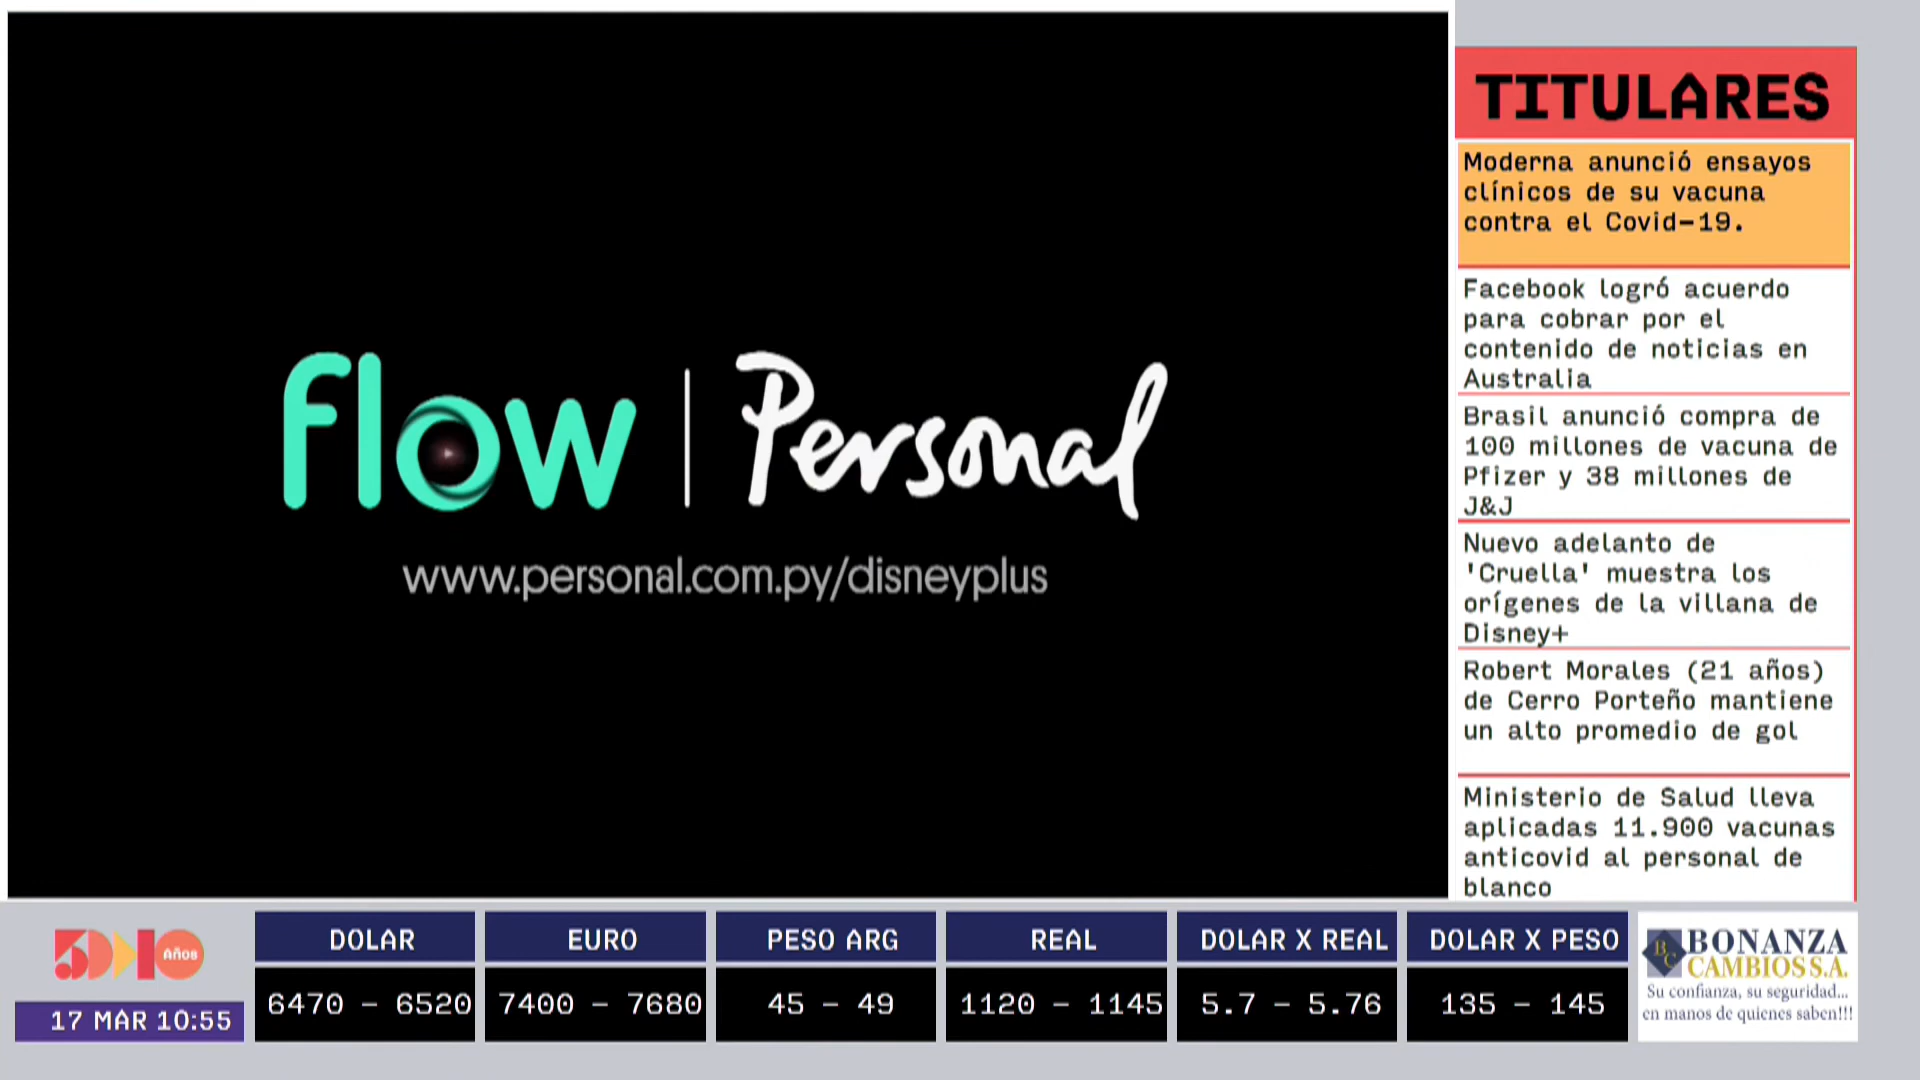 flow | Personal
www.personal.com.py/disneyplus
TITULARES
Moderna anunció ensayos
clínicos de su vacuna
contra el Covid-19.
Facebook logró acuerdo
para cobrar por el
contenido de noticias en
Australia
Brasil anunció compra de
100 millones de vacuna de
Pfizer y 38 millones de
J&J
Nuevo adelanto de
'Cruella' muestra los
orígenes de la villana de
Disney+
Robert Morales (21 años)
de Cerro Porteño mantiene
un alto promedio de gol
Ministerio de Salud lleva
aplicadas 11.900 vacunas
anticovid al personal de
blanco
Años
17 MAR 10:55
DOLAR
6470 - 6520
EURO
7400 - 7680
PESO ARG
45 - 49
REAL
1120 - 1145
DOLAR X REAL
5.7 - 5.76
DOLAR X PESO
135 - 145
BC
BONANZA
CAMBIOS S.A.
Su confianza, su seguridad...
en manos de quienes saben!!!